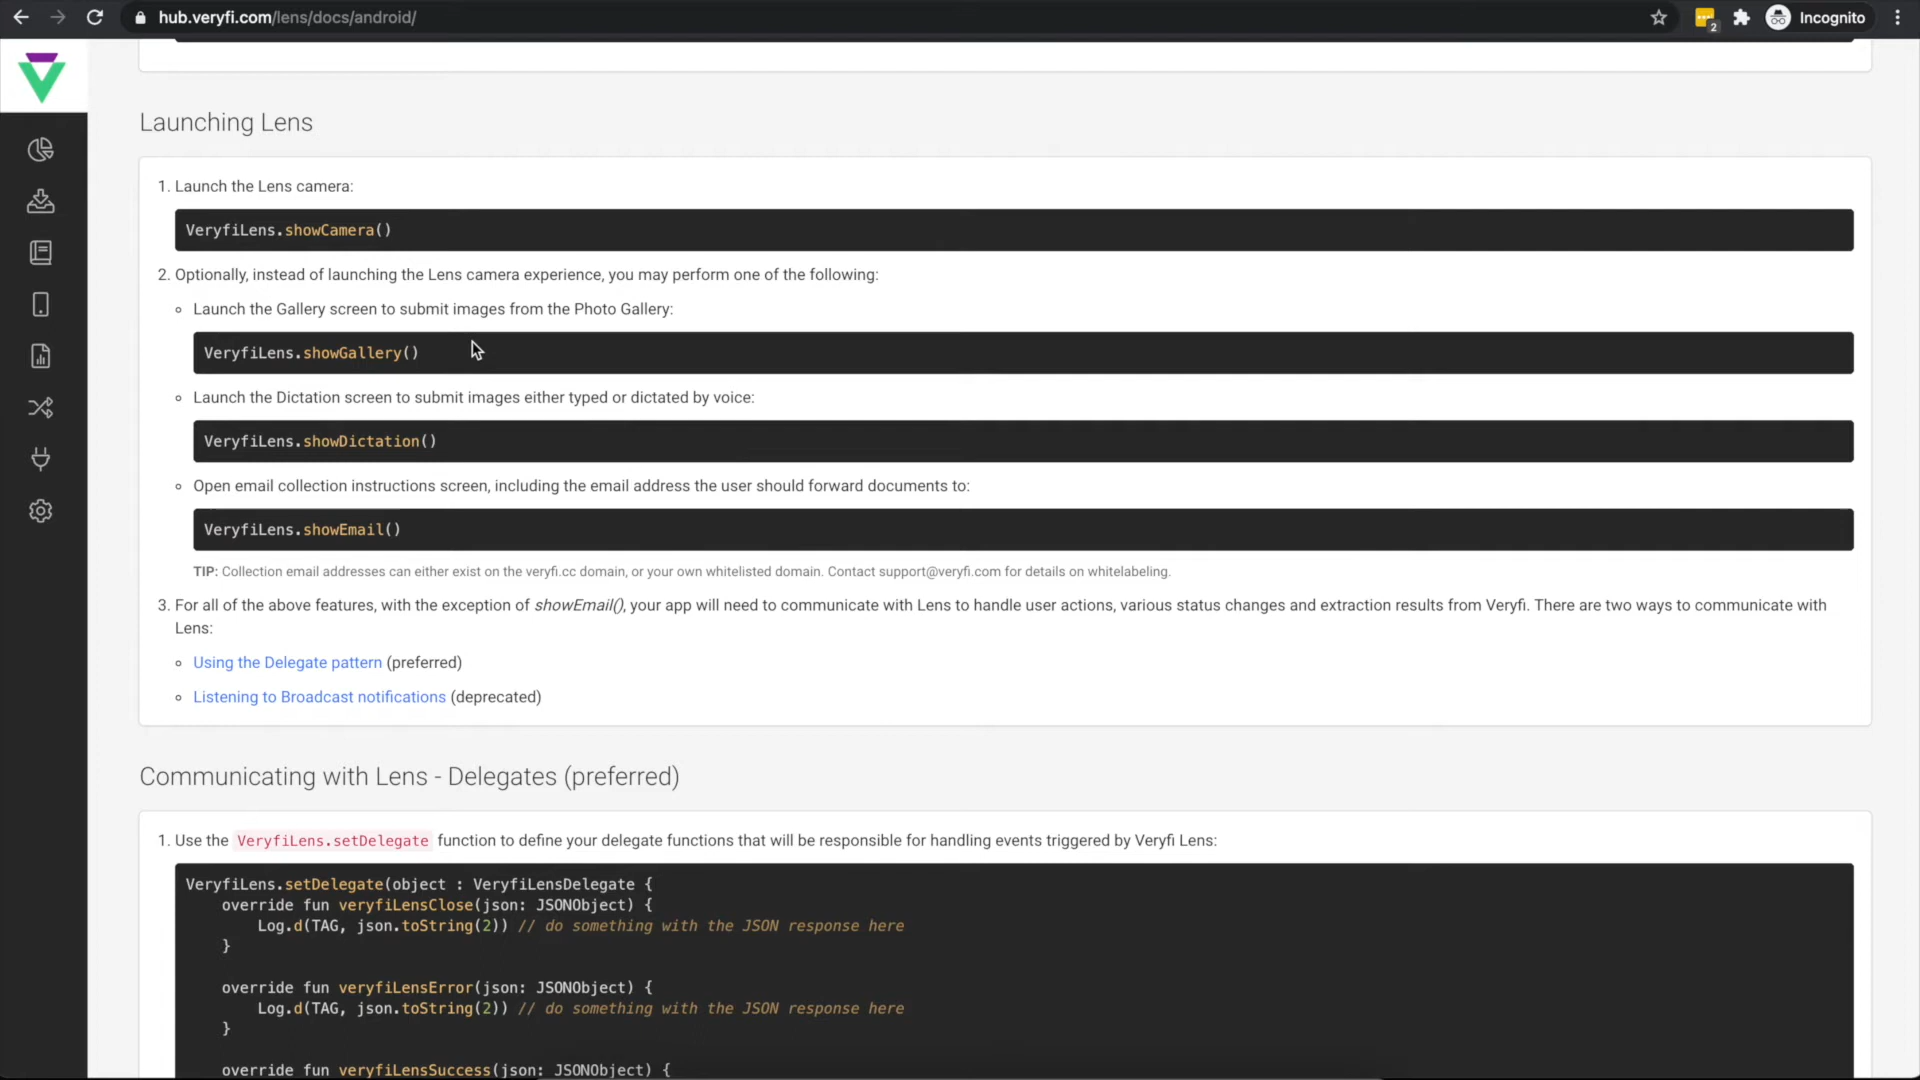 hub.veryfi.com/lens/docs/android/
2
Incognito
Launching Lens
1. Launch the Lens camera:
VeryfiLens.showCamera()
2. Optionally, instead of launching the Lens camera experience, you may perform one of the following:
Launch the Gallery screen to submit images from the Photo Gallery:
VeryfiLens.showGallery()
Launch the Dictation screen to submit images either typed or dictated by voice:
VeryfiLens.showDictation()
Open email collection instructions screen, including the email address the user should forward documents to:
VeryfiLens.showEmail()
TIP: Collection email addresses can either exist on the veryfi.cc domain, or your own whitelisted domain. Contact support@veryfi.com for details on whitelabeling.
3. For all of the above features, with the exception of showEmail(), your app will need to communicate with Lens to handle user actions, various status changes and extraction results from Veryfi. There are two ways to communicate with
Lens:
Using the Delegate pattern (preferred)
Listening to Broadcast notifications (deprecated)
Communicating with Lens - Delegates (preferred)
1. Use the VeryfiLens.setDelegate function to define your delegate functions that will be responsible for handling events triggered by Veryfi Lens:
VeryfiLens.setDelegate(object : VeryfiLensDelegate {
override fun veryfiLensClose(json: JSONObject) {
Log.d(TAG, json.toString(2)) // do something with the JSON response here
}
override fun veryfiLensError(json: JSONObject) {
Log.d(TAG, json.toString(2)) // do something with the JSON response here
}
override fun veryfiLensSuccess(json: JSONObject) {